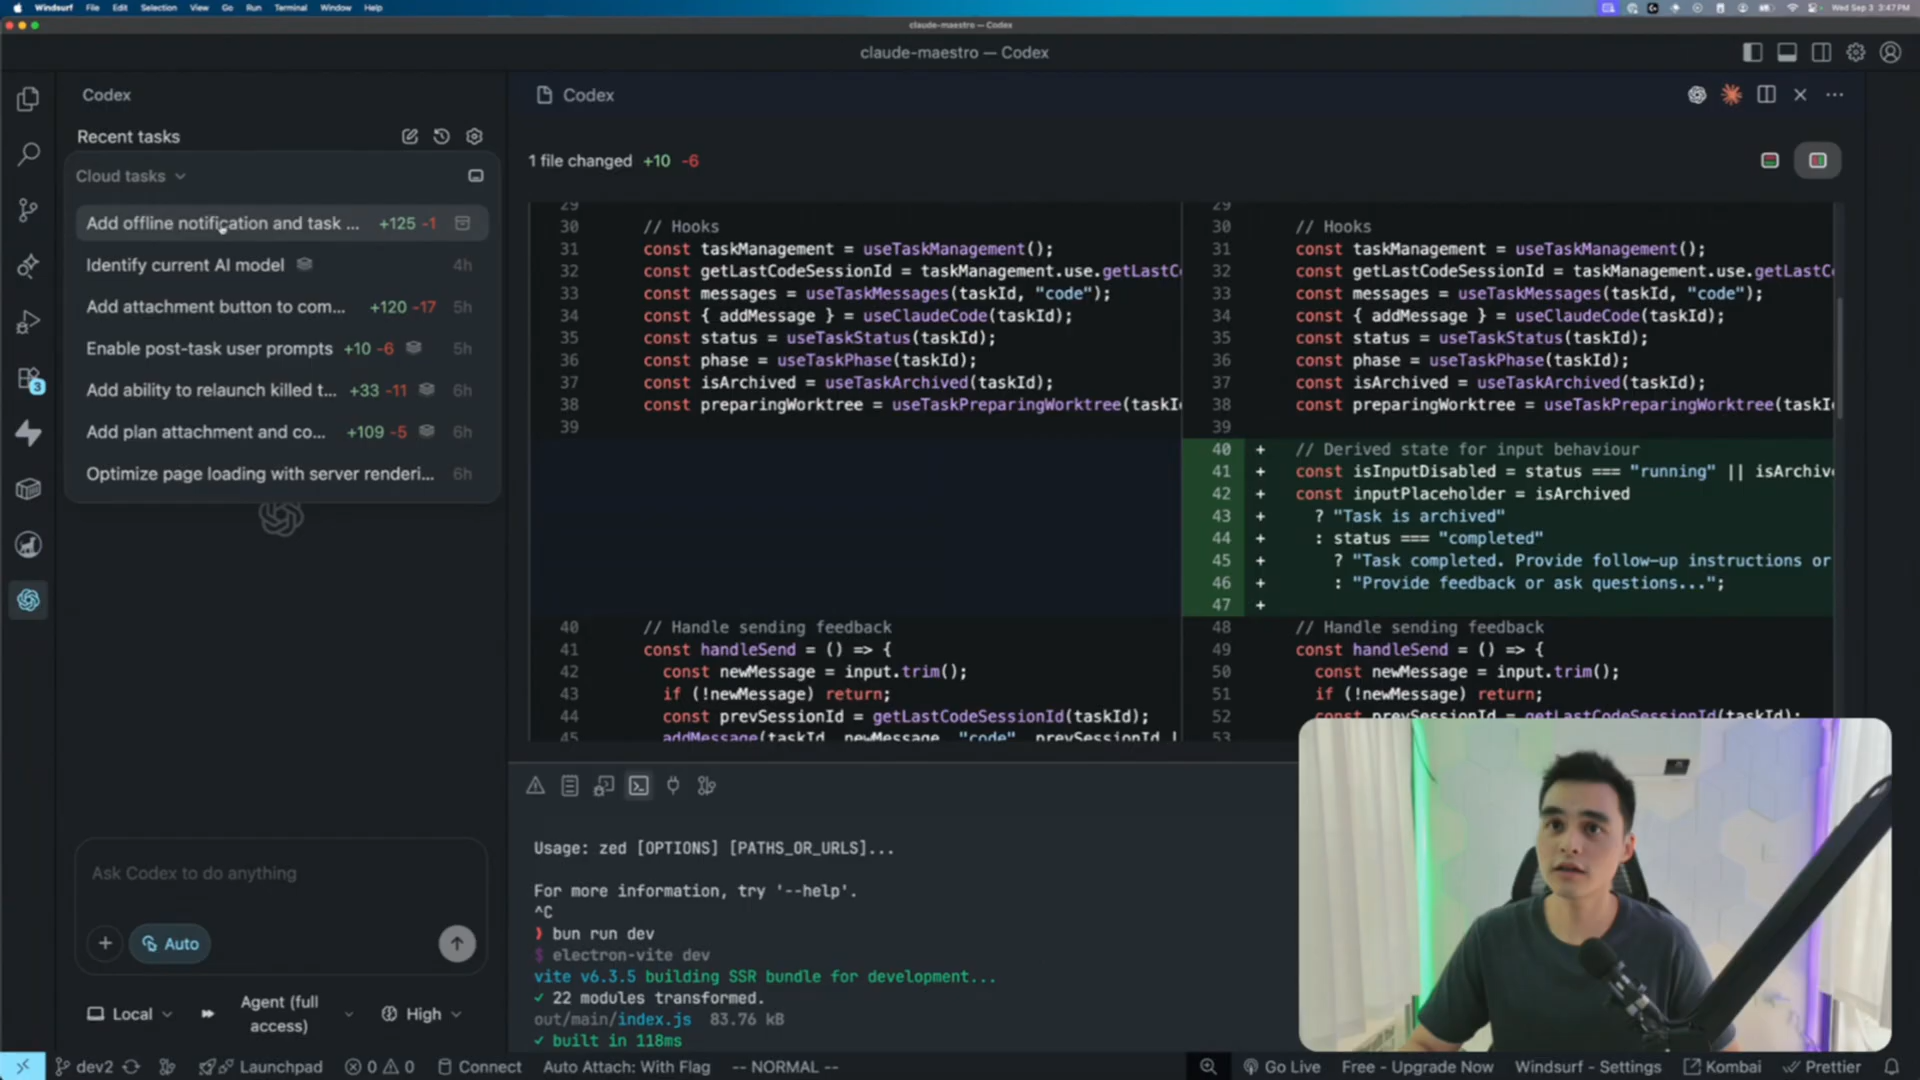 Windsurf File Edit Selection View Go Run Terminal Window Help
Wed Sep 3 3:47 PM
claude-maestro — Codex
claude-maestro — Codex
Codex
Codex
Recent tasks
1 file changed +10 -6
Cloud tasks
Add offline notification and task ... +125 -1
Identify current AI model 4h
Add attachment button to com... +120 -17 5h
Enable post-task user prompts +10 -6 5h
Add ability to relaunch killed t... +33 -11 6h
Add plan attachment and co... +109 -5 6h
Optimize page loading with server renderi... 6h
3
29
30 // Hooks
31 const taskManagement = useTaskManagement();
32 const getLastCodeSessionId = taskManagement.use.getLastC
33 const messages = useTaskMessages(taskId, "code");
34 const { addMessage } = useClaudeCode(taskId);
35 const status = useTaskStatus(taskId);
36 const phase = useTaskPhase(taskId);
37 const isArchived = useTaskArchived(taskId);
38 const preparingWorktree = useTaskPreparingWorktree(taskI
39
40 // Handle sending feedback
41 const handleSend = () => {
42 const newMessage = input.trim();
43 if (!newMessage) return;
44 const prevSessionId = getLastCodeSessionId(taskId);
45 addMessage(taskId, newMessage, "code", prevSessionId |
29
30 // Hooks
31 const taskManagement = useTaskManagement();
32 const getLastCodeSessionId = taskManagement.use.getLastC
33 const messages = useTaskMessages(taskId, "code");
34 const { addMessage } = useClaudeCode(taskId);
35 const status = useTaskStatus(taskId);
36 const phase = useTaskPhase(taskId);
37 const isArchived = useTaskArchived(taskId);
38 const preparingWorktree = useTaskPreparingWorktree(taskI
39
40 + // Derived state for input behaviour
41 + const isInputDisabled = status === "running" || isArchive
42 + const inputPlaceholder = isArchived
43 + ? "Task is archived"
44 + : status === "completed"
45 + ? "Task completed. Provide follow-up instructions or
46 + : "Provide feedback or ask questions...";
47 +
48 // Handle sending feedback
49 const handleSend = () => {
50 const newMessage = input.trim();
51 if (!newMessage) return;
52 const prevSessionId = getLastCodeSessionId(taskId);
53
Usage: zed [OPTIONS] [PATHS_OR_URLS]...
For more information, try '--help'.
^C
❯ bun run dev
$ electron-vite dev
vite v6.3.5 building SSR bundle for development...
✓ 22 modules transformed.
out/main/index.js 83.76 kB
✓ built in 118ms
Ask Codex to do anything
+ Auto
Local
Agent (full access)
High
dev2 Launchpad 0 0 Connect Auto Attach: With Flag -- NORMAL -- Go Live Free - Upgrade Now Windsurf - Settings Kombai Prettier